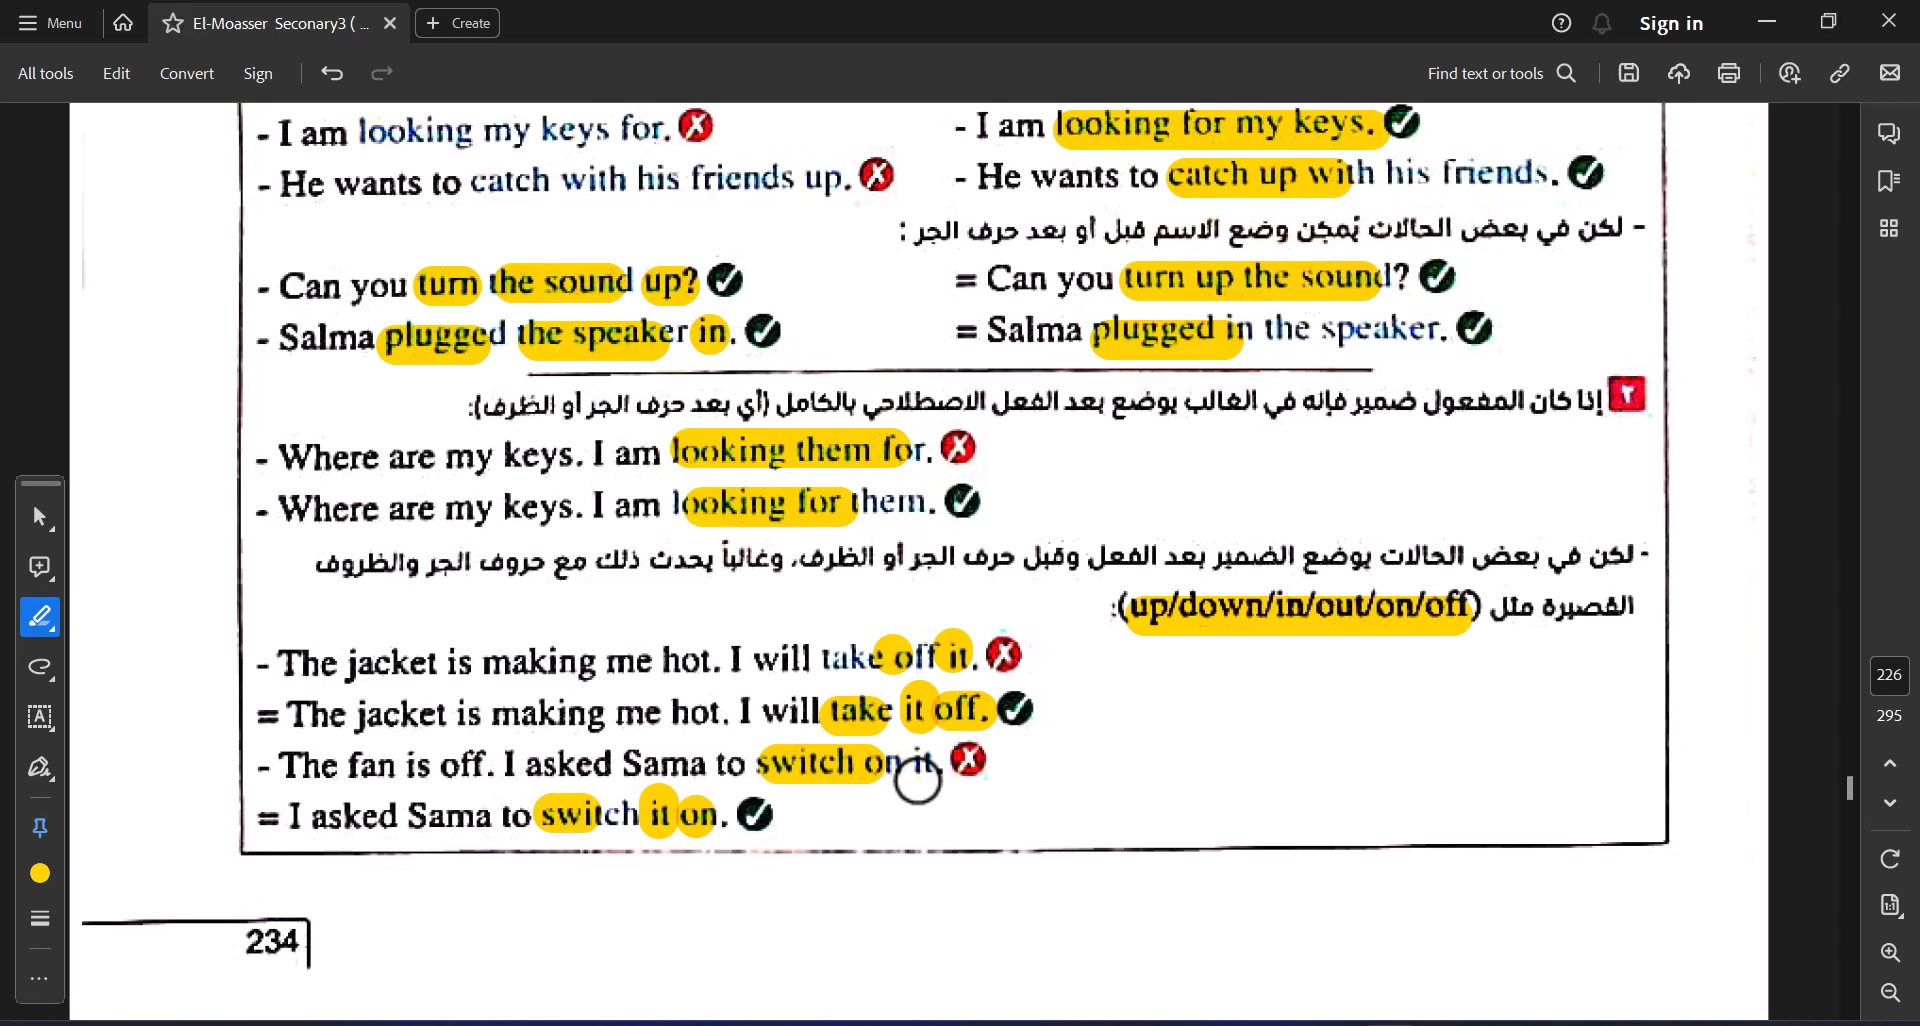 Menu
El-Moasser Seconary3 ( ...
Create
Sign in
All tools
Edit
Convert
Sign
Find text or tools
- I am looking my keys for.
- I am looking for my keys.
- He wants to catch with his friends up.
- He wants to catch up with his friends.
- لكن في بعض الحالات يُمكِن وضع الاسم قبل أو بعد حرف الجر :
- Can you turn the sound up?
= Can you turn up the sound?
- Salma plugged the speaker in.
= Salma plugged in the speaker.
٢ إذا كان المفعول ضمير فإنه في الغالب يوضع بعد الفعل الاصطلاحي بالكامل (أي بعد حرف الجر أو الظرف):
- Where are my keys. I am looking them for.
- Where are my keys. I am looking for them.
- لكن في بعض الحالات يوضع الضمير بعد الفعل وقبل حرف الجر أو الظرف، وغالباً يحدث ذلك مع حروف الجر والظروف
القصيرة مثل (up/down/in/out/on/off):
- The jacket is making me hot. I will take off it.
= The jacket is making me hot. I will take it off.
- The fan is off. I asked Sama to switch on it.
= I asked Sama to switch it on.
234
226
295